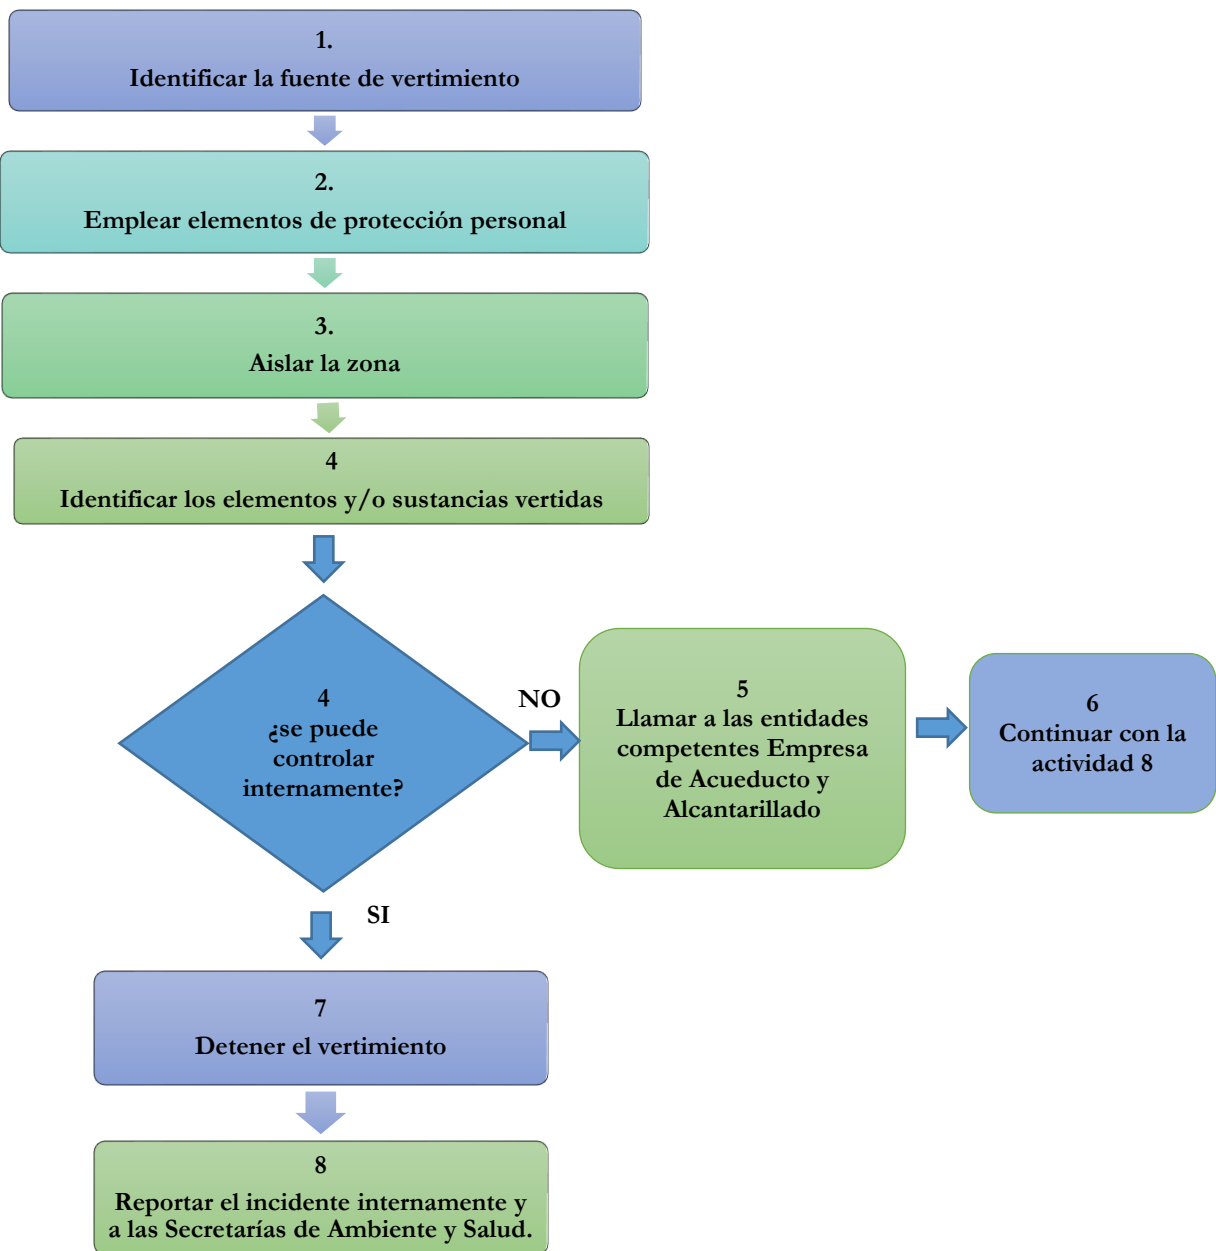 1.
Identificar la fuente de vertimiento
2.
Emplear elementos de protección personal
3.
Aislar la zona
4
Identificar los elementos y/o sustancias vertidas
4
¿se puede
controlar
internamente?
NO
5
Llamar a las entidades
competentes Empresa
de Acueducto y
Alcantarillado
6
Continuar con la
actividad 8
SI
7
Detener el vertimiento
8
Reportar el incidente internamente y
a las Secretarías de Ambiente y Salud.